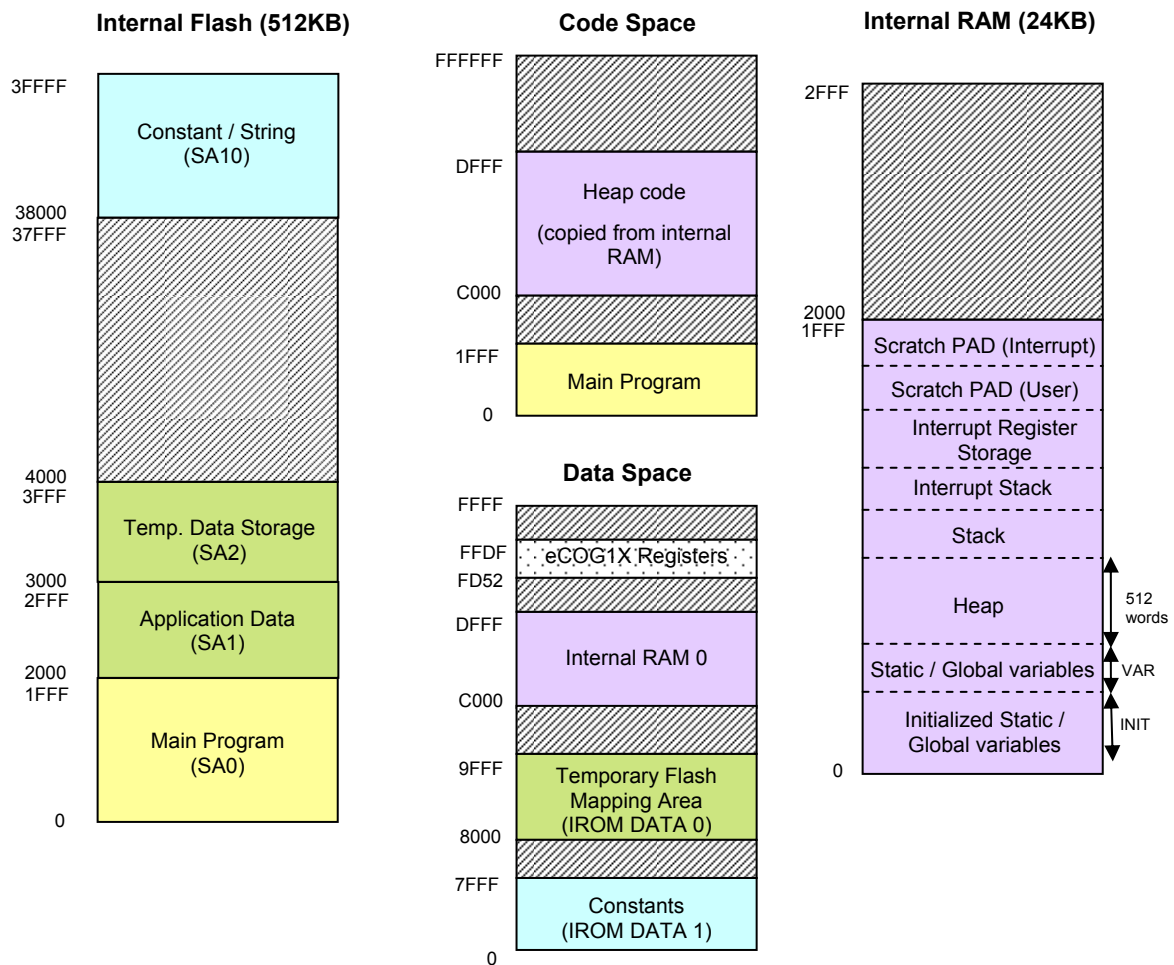 Internal Flash (512KB)
3FFFF
Constant / String
(SA10)
38000
37FFF
4000
3FFF
Temp. Data Storage
(SA2)
3000
2FFF
Application Data
(SA1)
2000
1FFF
Main Program
(SA0)
0
Code Space
FFFFFF
DFFF
Heap code
(copied from internal
RAM)
C000
1FFF
Main Program
0
Data Space
FFFF
FFDF
eCOG1X Registers
FD52
DFFF
Internal RAM 0
C000
9FFF
Temporary Flash
Mapping Area
(IROM DATA 0)
8000
7FFF
Constants
(IROM DATA 1)
0
Internal RAM (24KB)
2FFF
2000
1FFF
Scratch PAD (Interrupt)
Scratch PAD (User)
Interrupt Register
Storage
Interrupt Stack
Stack
Heap
512
words
Static / Global variables
VAR
Initialized Static /
Global variables
INIT
0